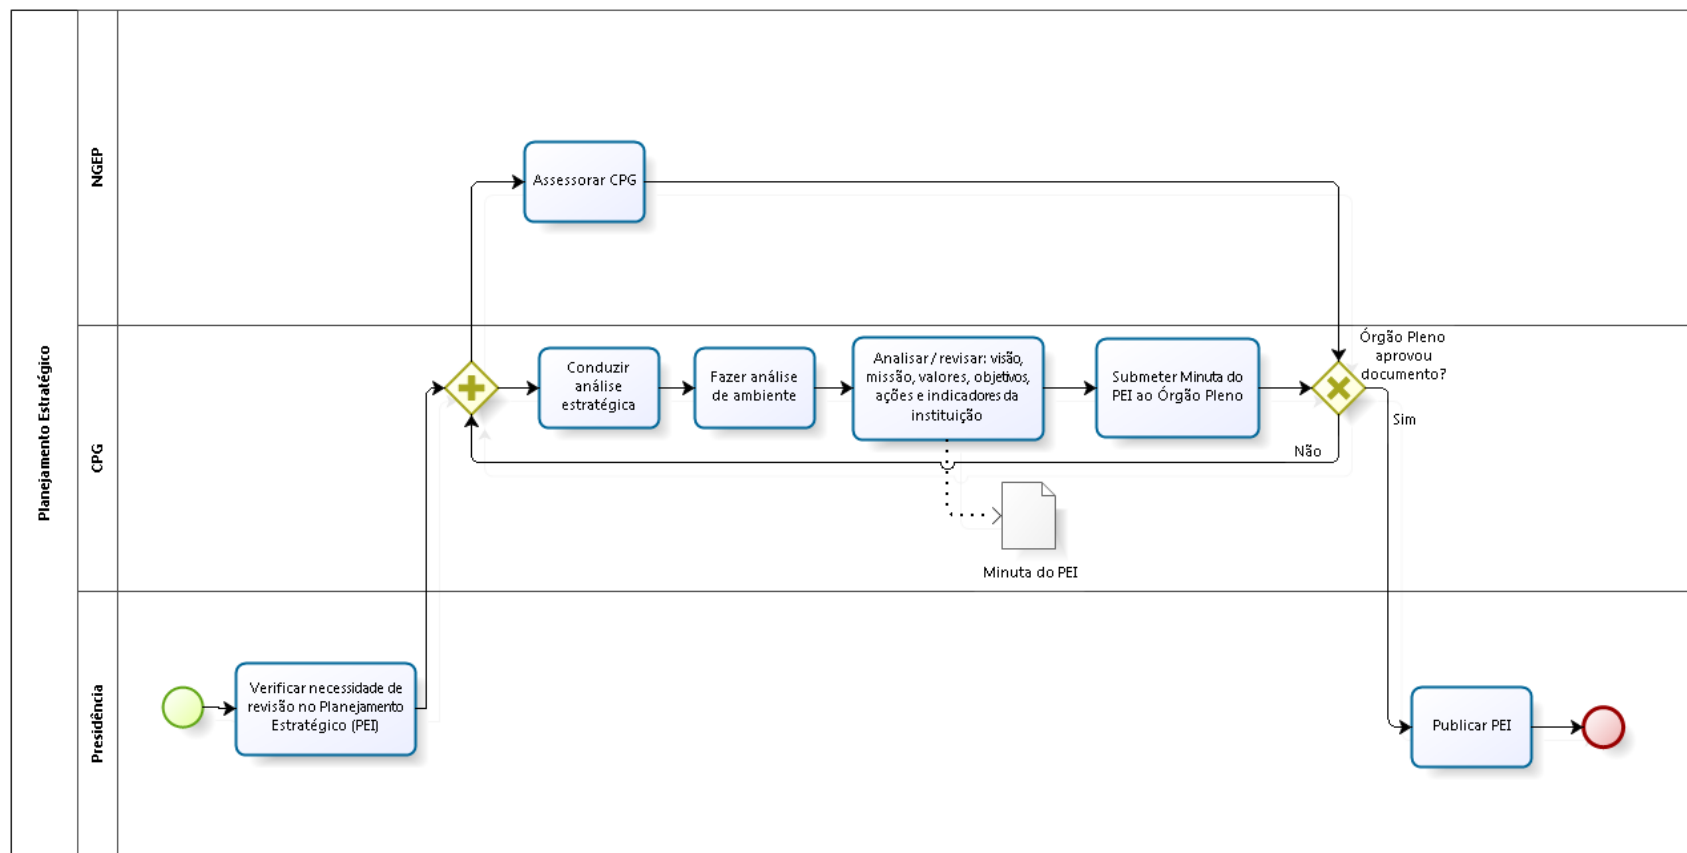 Planejamento Estratégico
NGEP
Assessorar CPG
CPG
Conduzir
análise
estratégica
Fazer análise
de ambiente
Analisar / revisar: visão,
missão, valores, objetivos,
ações e indicadores da
instituição
Submeter Minuta do
PEI ao Órgão Pleno
Órgão Pleno
aprovou
documento?
Sim
Não
Minuta do PEI
Presidência
Verificar necessidade de
revisão no Planejamento
Estratégico (PEI)
Publicar PEI